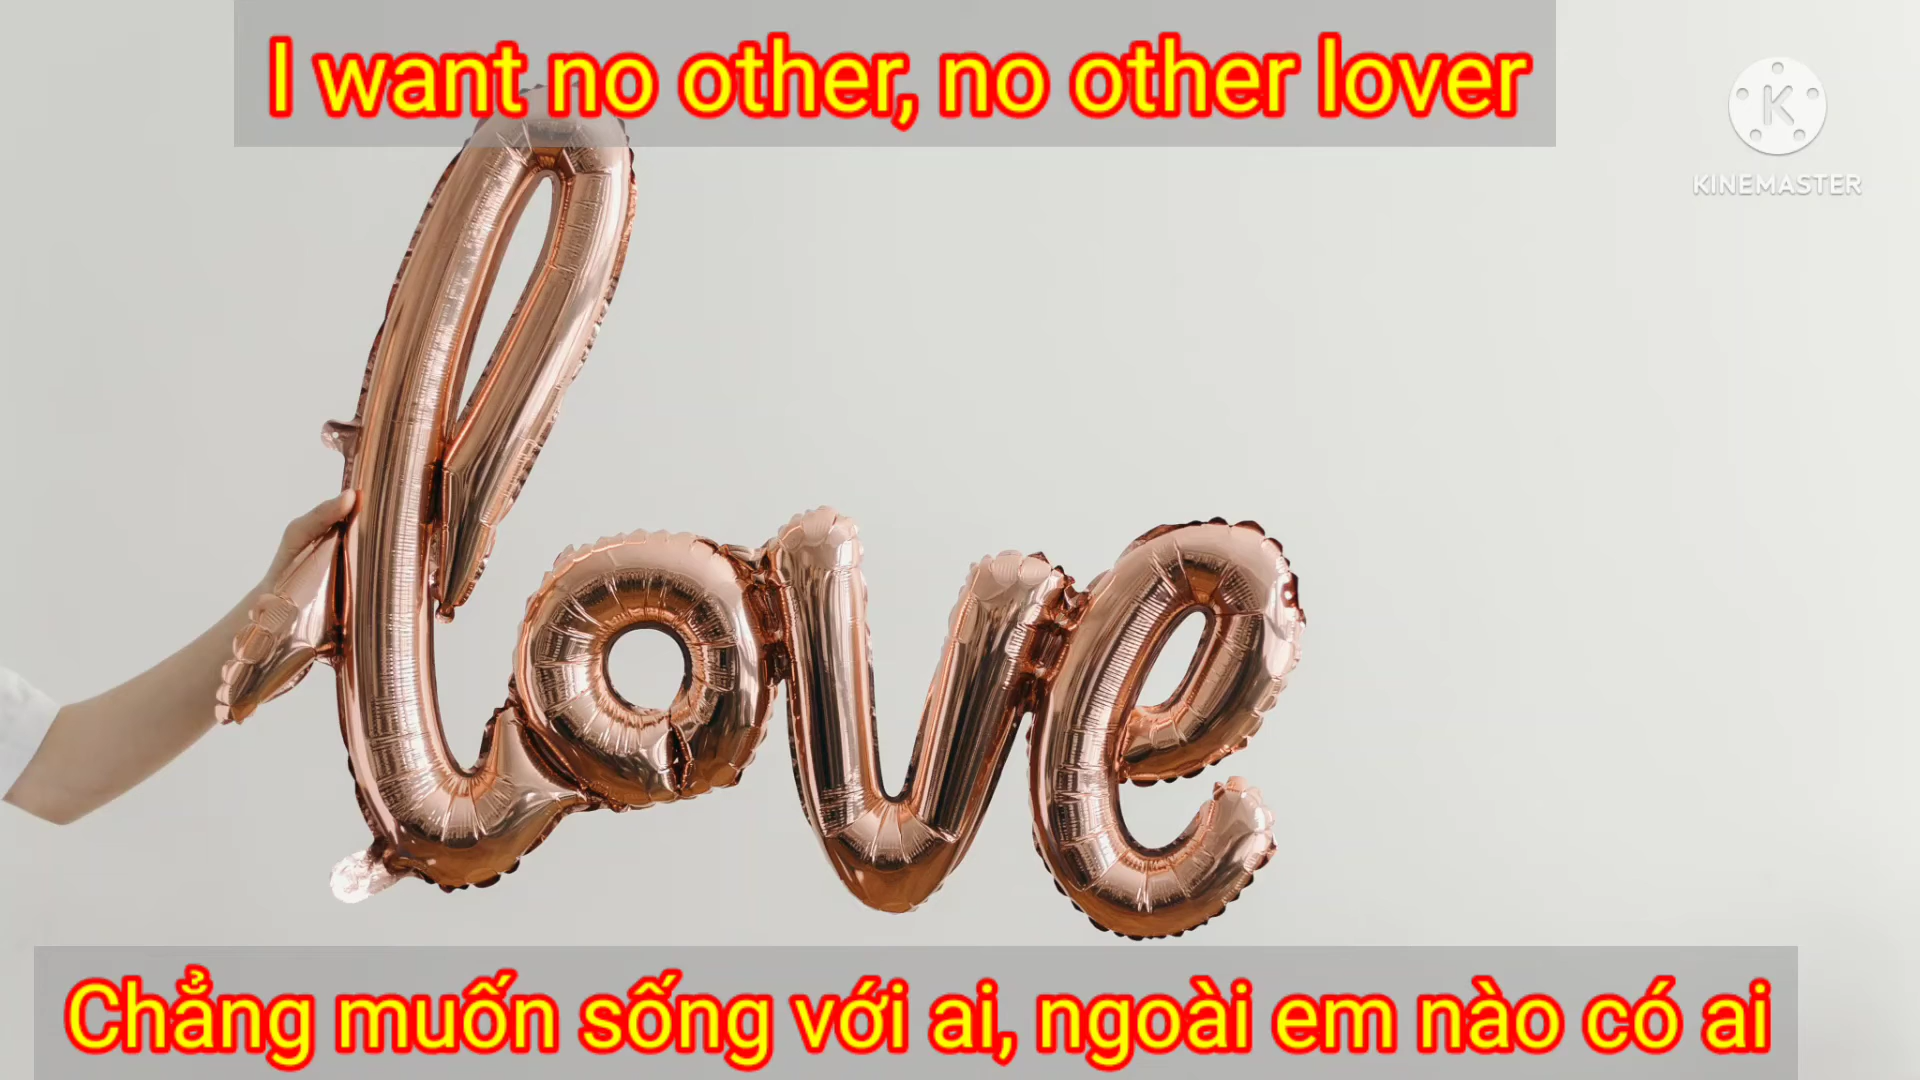 I want no other, no other lover
KINEMASTER
love
Chẳng muốn sống với ai, ngoài em nào có ai